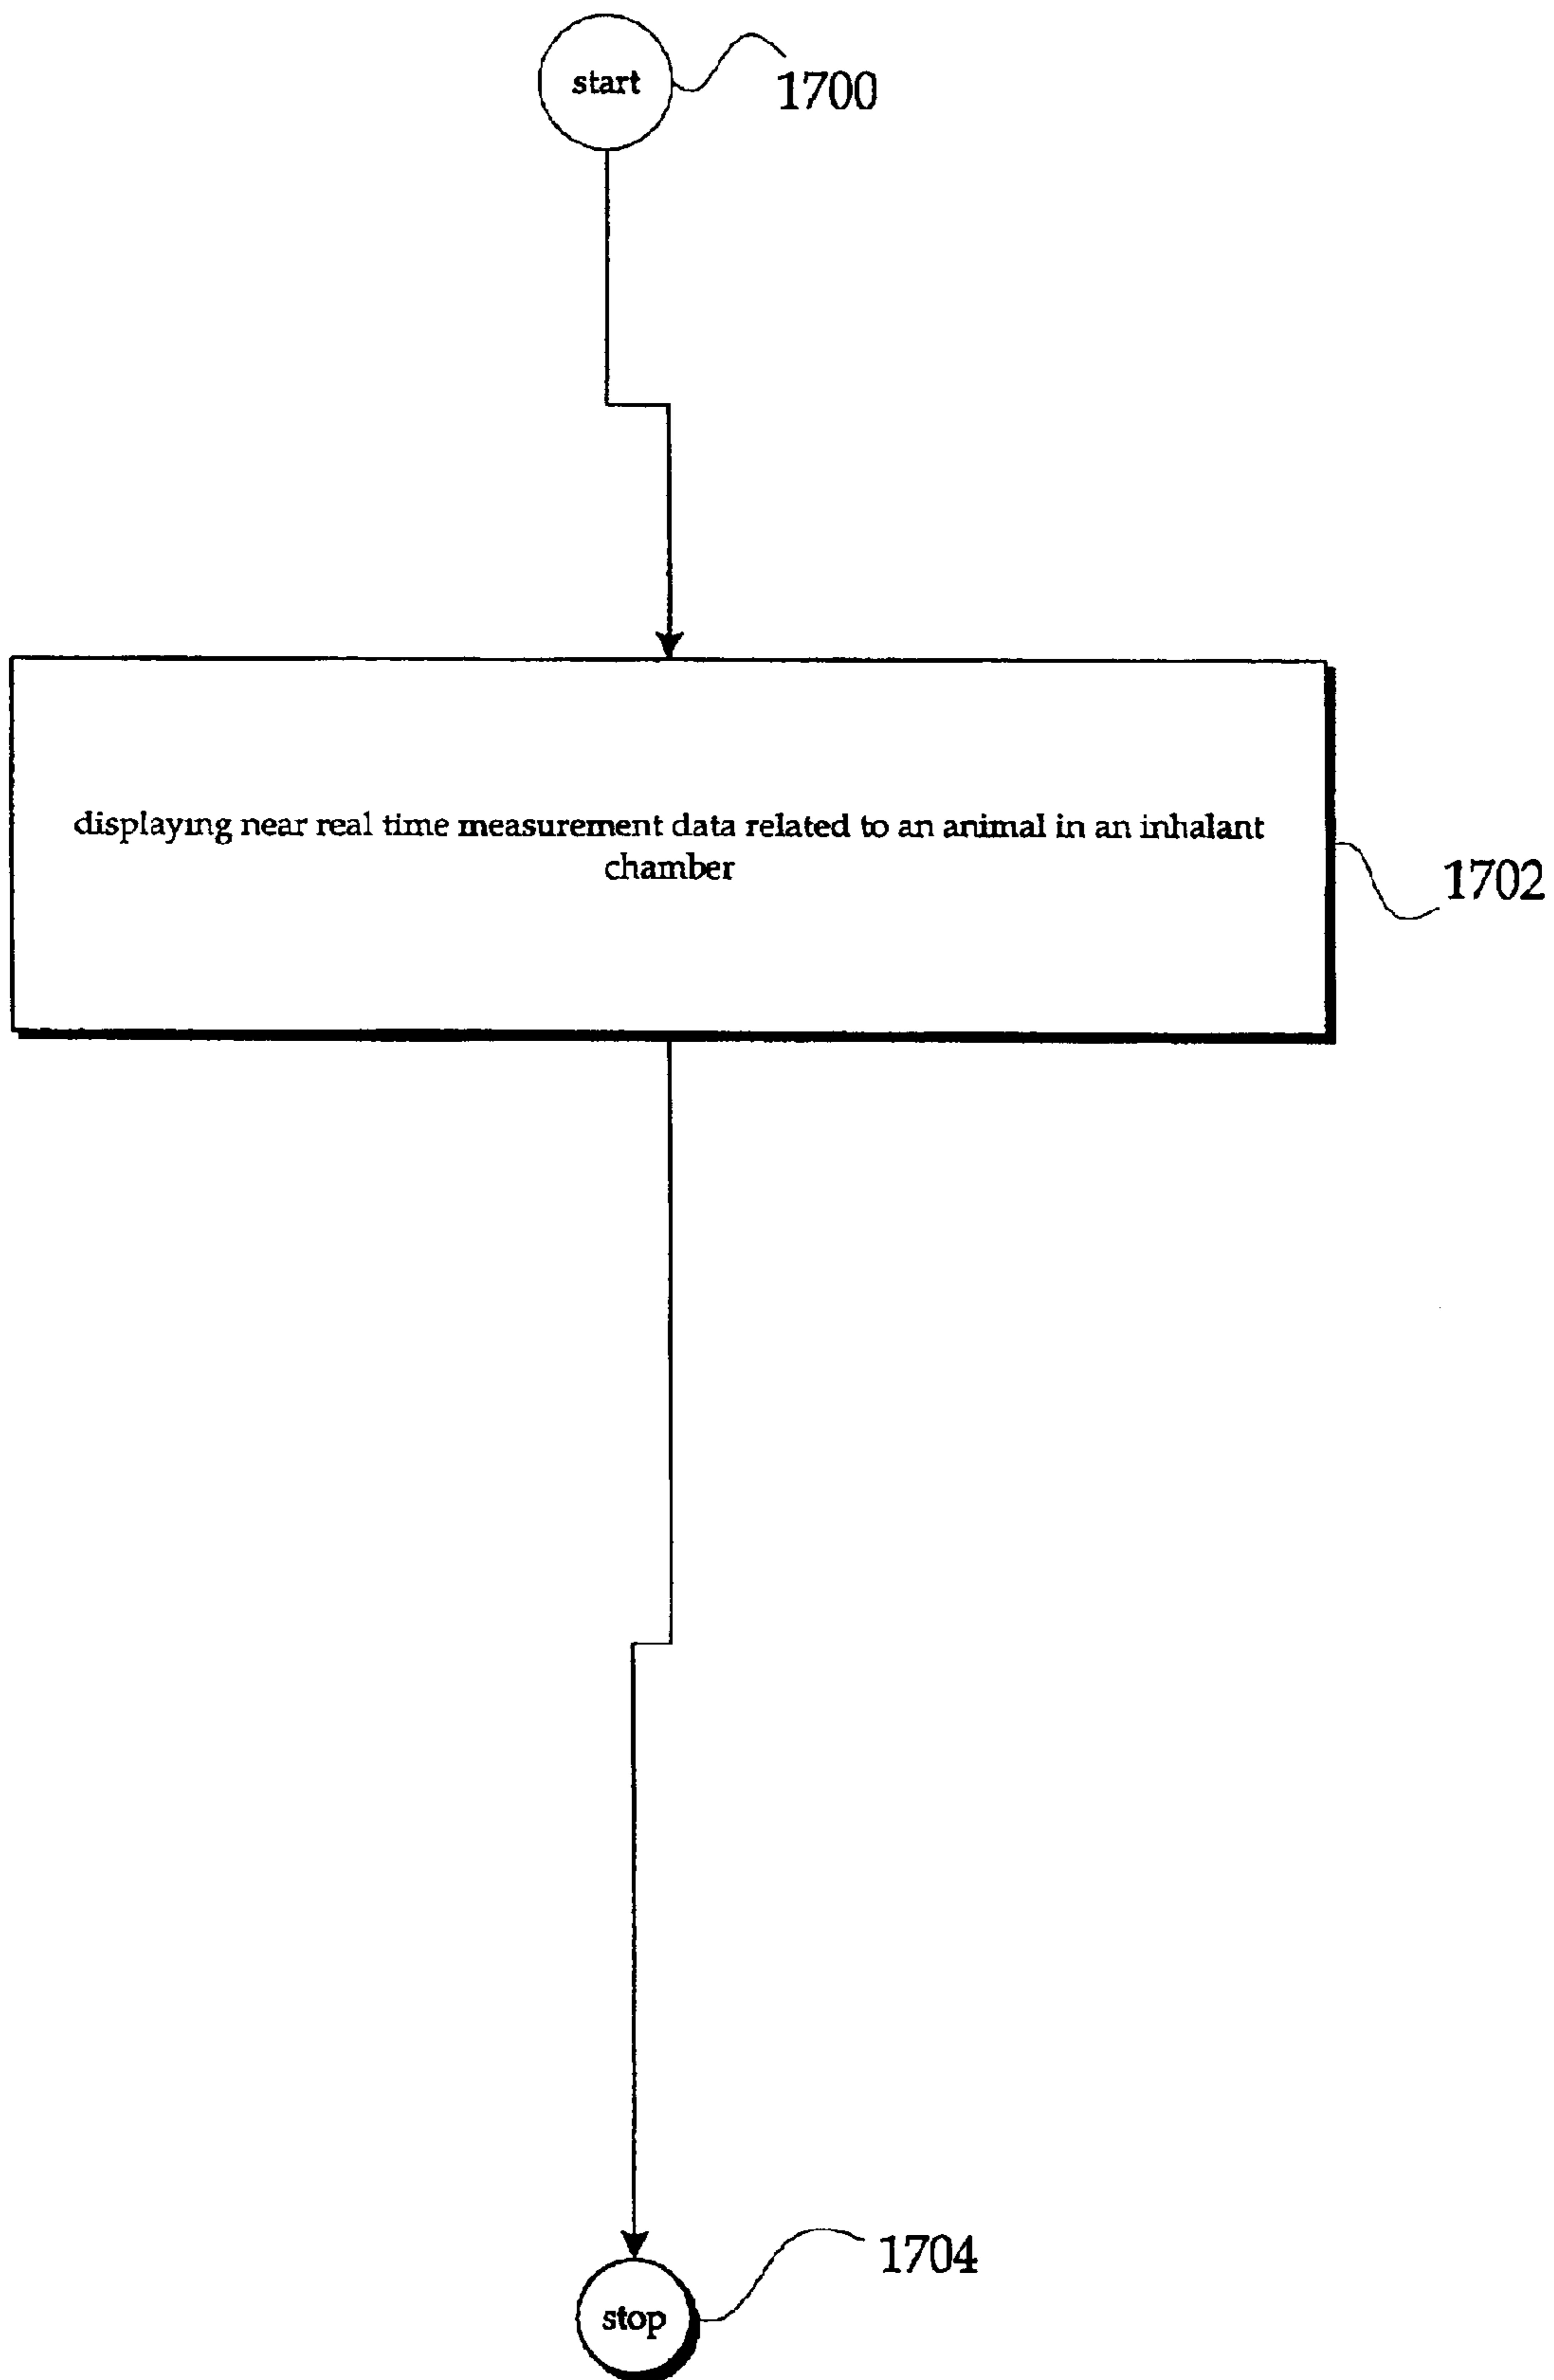 start
1700
displaying near real time measurement data related to an animal in an inhalant
chamber
1702
1704
stop